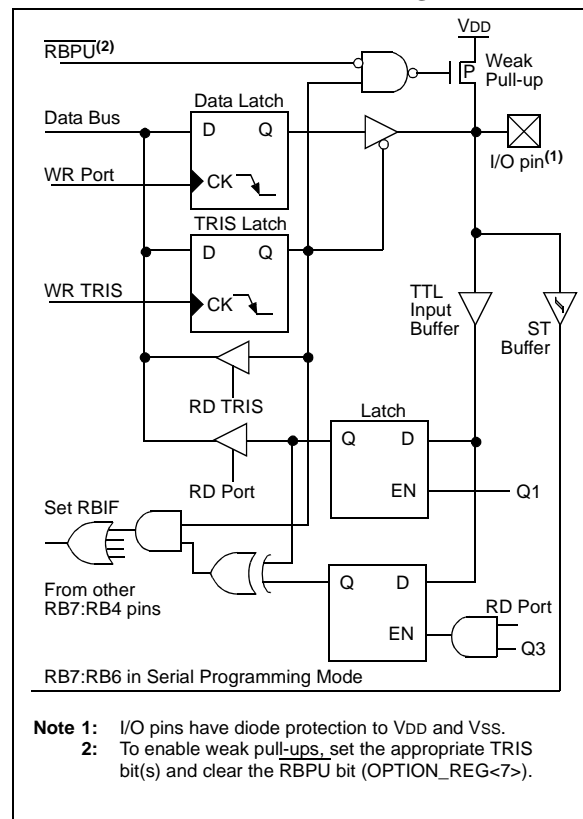 VDD
RBPU(2)
Weak
Pull-up
P
Data Latch
Data Bus
D Q
I/O pin(1)
WR Port
CK
TRIS Latch
D Q
WR TRIS
CK
TTL
Input
Buffer
ST
Buffer
RD TRIS
Latch
Q D
RD Port
EN
Q1
Set RBIF
Q D
From other
RB7:RB4 pins
RD Port
EN
Q3
RB7:RB6 in Serial Programming Mode
Note 1: I/O pins have diode protection to VDD and VSS.
2: To enable weak pull-ups, set the appropriate TRIS
bit(s) and clear the RBPU bit (OPTION_REG<7>).